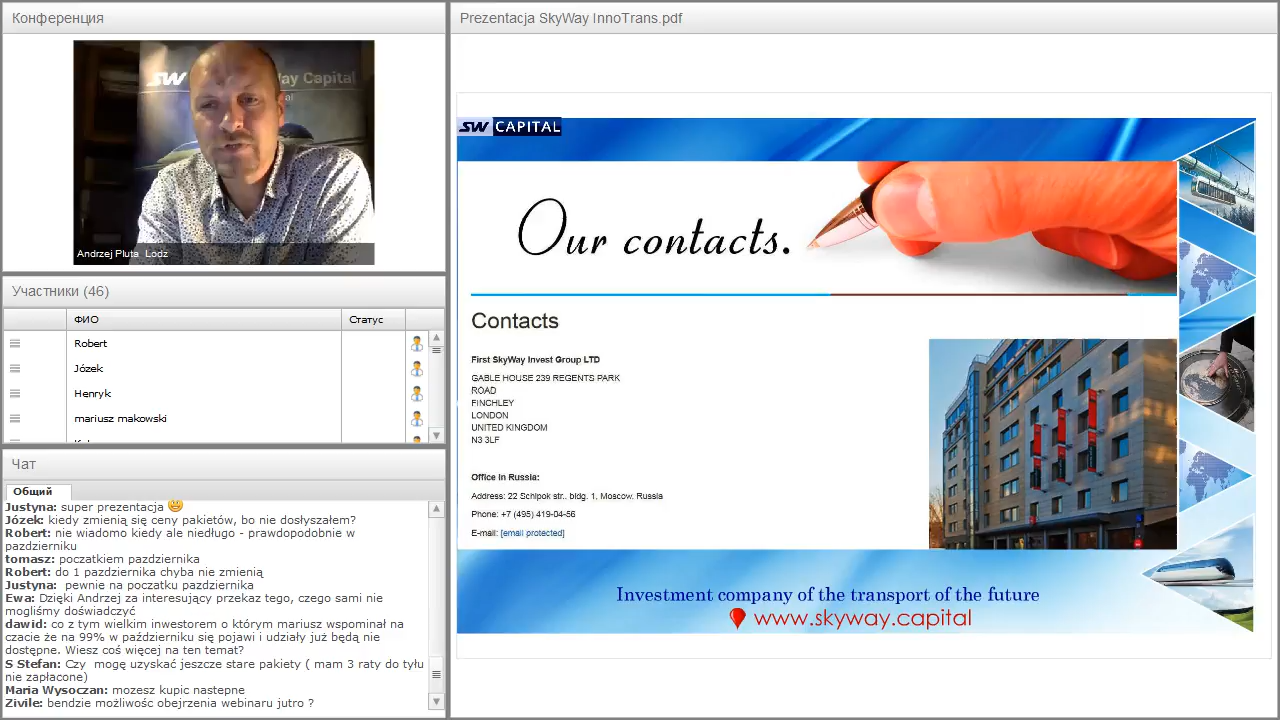 Конференция
SW SkyWay Capital
Andrzej Pluta Lodz
Участники (46)
ФИО
Статус
Robert
Józek
Henryk
mariusz makowski
Чат
Общий
Justyna: super prezentacja
Józek: kiedy zmienią się ceny pakietów, bo nie dosłyszałem?
Robert: nie wiadomo kiedy ale niedługo - prawdopodobnie w
pazdzierniku
tomasz: poczatkiem pazdziernika
Robert: do 1 pazdziernika chyba nie zmienią
Justyna: pewnie na poczatku pazdziernika
Ewa: Dzięki Andrzej za interesujący przekaz tego, czego sami nie
mogliśmy doświadczyć
dawid: co z tym wielkim inwestorem o którym mariusz wspominał na
czacie że na 99% w październiku się pojawi i udziały już będą nie
dostępne. Wiesz coś więcej na ten temat?
S Stefan: Czy mogę uzyskać jeszcze stare pakiety ( mam 3 raty do tyłu
nie zapłacone)
Maria Wysoczan: mozesz kupic nastepne
Zivile: bendzie możliwośc obejrzenia webinaru jutro ?
Prezentacja SkyWay InnoTrans.pdf
SW CAPITAL
Our contacts.
Contacts
First SkyWay Invest Group LTD
GABLE HOUSE 239 REGENTS PARK
ROAD
FINCHLEY
LONDON
UNITED KINGDOM
N3 3LF
Office in Russia:
Address: 22 Schipok str.. bldg. 1, Moscow. Russia
Phone: +7 (495) 419-04-56
E-mail: [email protected]
Investment company of the transport of the future
www.skyway.capital